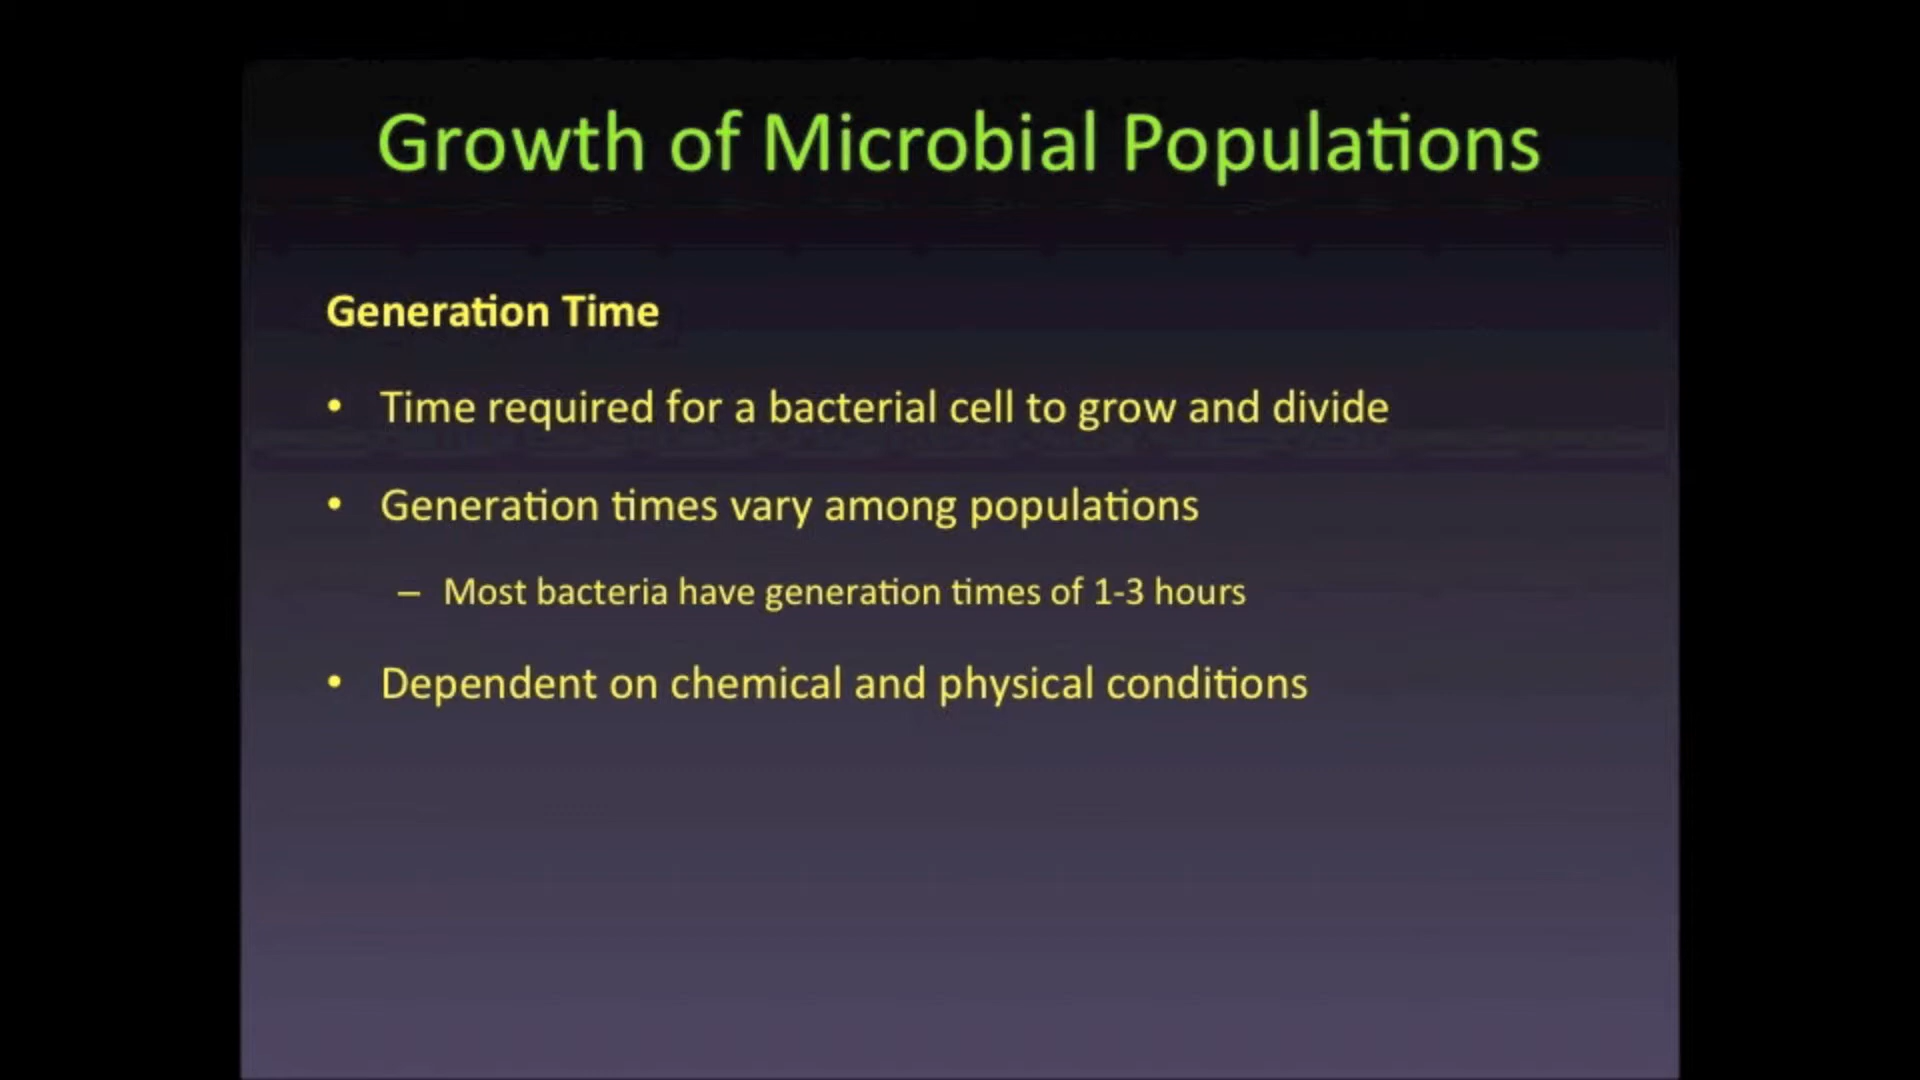 Growth of Microbial Populations
Generation Time
• Time required for a bacterial cell to grow and divide
• Generation times vary among populations
– Most bacteria have generation times of 1-3 hours
• Dependent on chemical and physical conditions